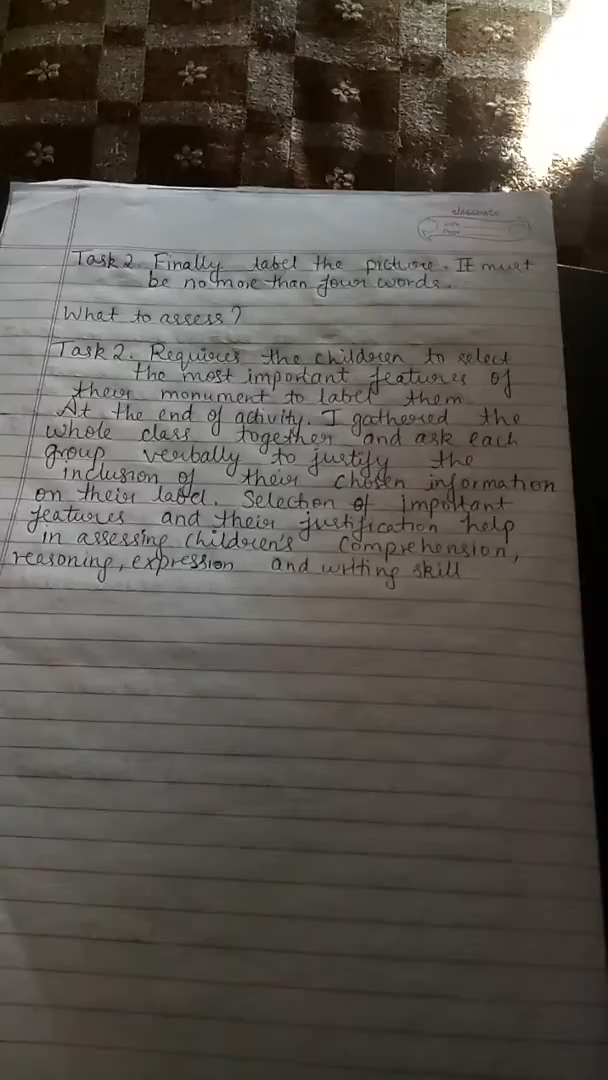 classmate
Date
Page
Task 2. Finally label the picture. It must
be no more than four words.
What to assess?
Task 2. Requires the children to select
the most important features of
their monument to label them.
At the end of activity. I gathered the
whole class together and ask each
group verbally to justify the
inclusion of their chosen information
on their label. Selection of important
features and their justification help
in assessing children's comprehension,
reasoning, expression and writing skill